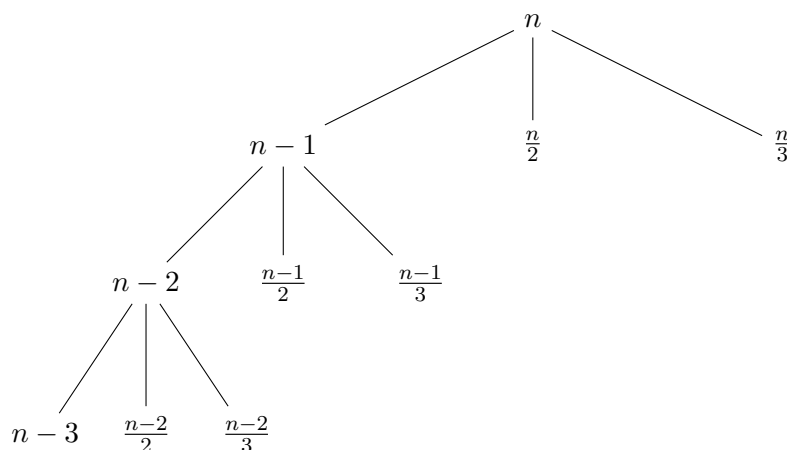 n
n − 1 n/2 n/3
n − 2 (n−1)/2 (n−1)/3
n − 3 (n−2)/2 (n−2)/3